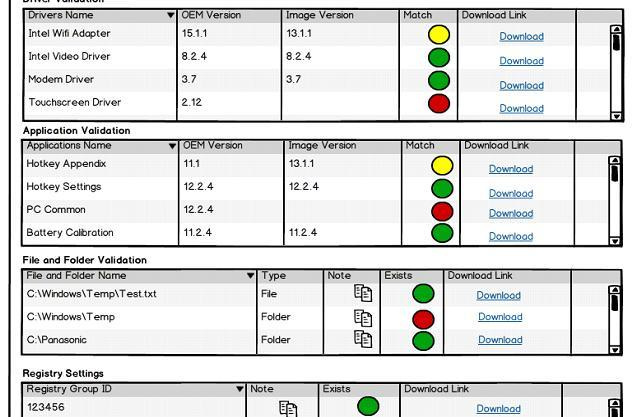 Driver Validation
Drivers Name OEM Version Image Version Match Download Link
Intel Wifi Adapter 15.1.1 13.1.1 Download
Intel Video Driver 8.2.4 8.2.4 Download
Modem Driver 3.7 3.7 Download
Touchscreen Driver 2.12 Download
Application Validation
Applications Name OEM Version Image Version Match Download Link
Hotkey Appendix 11.1 13.1.1 Download
Hotkey Settings 12.2.4 12.2.4 Download
PC Common 12.2.4 Download
Battery Calibration 11.2.4 11.2.4 Download
File and Folder Validation
File and Folder Name Type Note Exists Download Link
C:\Windows\Temp\Test.txt File Download
C:\Windows\Temp Folder Download
C:\Panasonic Folder Download
Registry Settings
Registry Group ID Note Exists Download Link
123456 Download